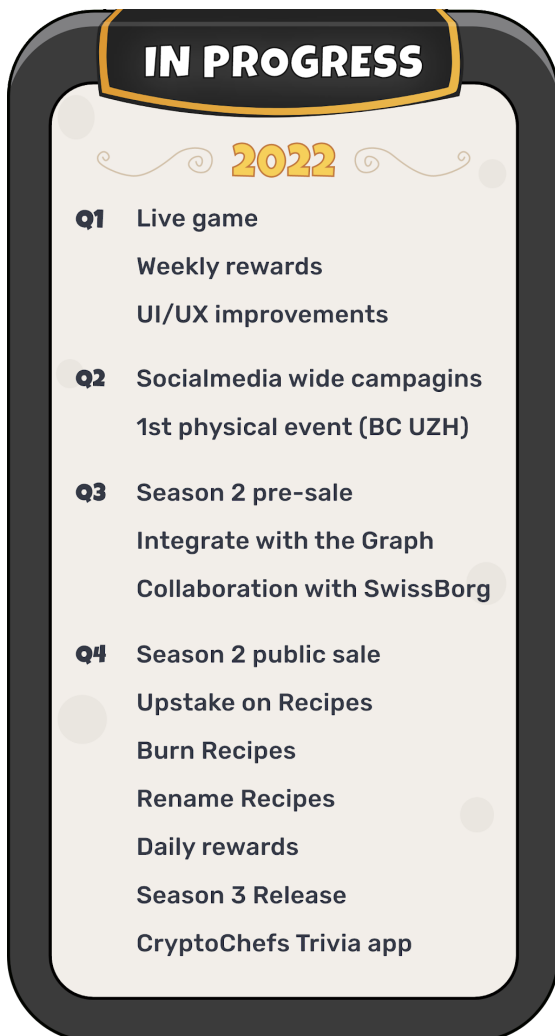 IN PROGRESS
2022
Q1 Live game
Weekly rewards
UI/UX improvements
Q2 Socialmedia wide campagins
1st physical event (BC UZH)
Q3 Season 2 pre-sale
Integrate with the Graph
Collaboration with SwissBorg
Q4 Season 2 public sale
Upstake on Recipes
Burn Recipes
Rename Recipes
Daily rewards
Season 3 Release
CryptoChefs Trivia app